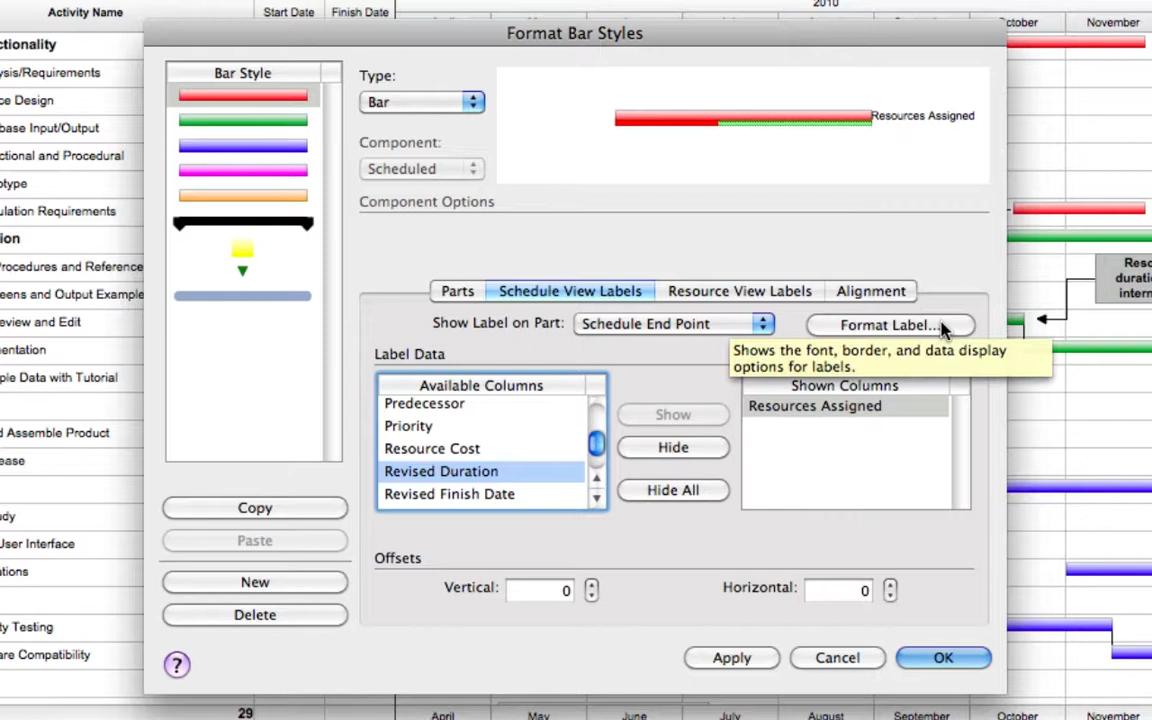 2010
Activity Name Start Date Finish Date
October November
Format Bar Styles
ctionality
ysis/Requirements
ce Design
base Input/Output
ctional and Procedural
otype
ulation Requirements
ion
Procedures and Reference
eens and Output Example
eview and Edit
entation
ple Data with Tutorial
d Assemble Product
ease
udy
User Interface
ations
ty Testing
are Compatibility
29
Bar Style
Copy
Paste
New
Delete
?
Type:
Bar
Component:
Scheduled
Resources Assigned
Component Options
Parts Schedule View Labels Resource View Labels Alignment
Show Label on Part: Schedule End Point Format Label...
Shows the font, border, and data display
options for labels.
Label Data
Available Columns
Predecessor
Priority
Resource Cost
Revised Duration
Revised Finish Date
Show
Hide
Hide All
Shown Columns
Resources Assigned
Offsets
Vertical: 0 Horizontal: 0
Apply Cancel OK
Reso
duratio
intern
April May June July August September October November